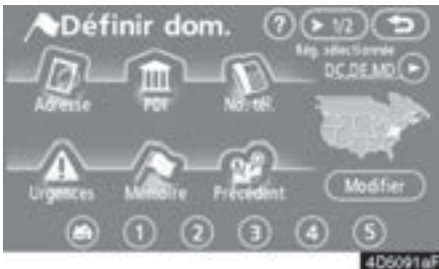 Définir dom.
? 1/2
Rég. sélectionnée
DC,DE,MD
Adresse PDI No. tél.
Urgences Mémoire Précédent
Modifier
1 2 3 4 5
4D5091aF